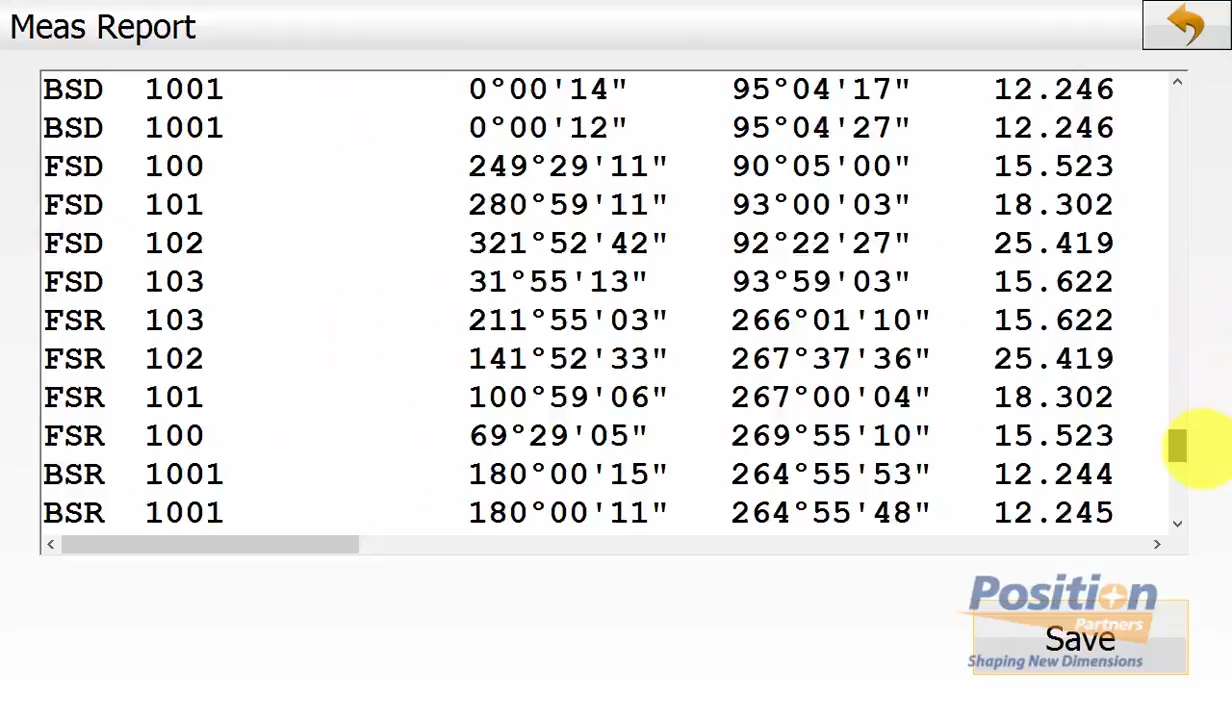 Meas Report
BSD 1001 0°00'14" 95°04'17" 12.246
BSD 1001 0°00'12" 95°04'27" 12.246
FSD 100 249°29'11" 90°05'00" 15.523
FSD 101 280°59'11" 93°00'03" 18.302
FSD 102 321°52'42" 92°22'27" 25.419
FSD 103 31°55'13" 93°59'03" 15.622
FSR 103 211°55'03" 266°01'10" 15.622
FSR 102 141°52'33" 267°37'36" 25.419
FSR 101 100°59'06" 267°00'04" 18.302
FSR 100 69°29'05" 269°55'10" 15.523
BSR 1001 180°00'15" 264°55'53" 12.244
BSR 1001 180°00'11" 264°55'48" 12.245
Position
Partners
Save
Shaping New Dimensions